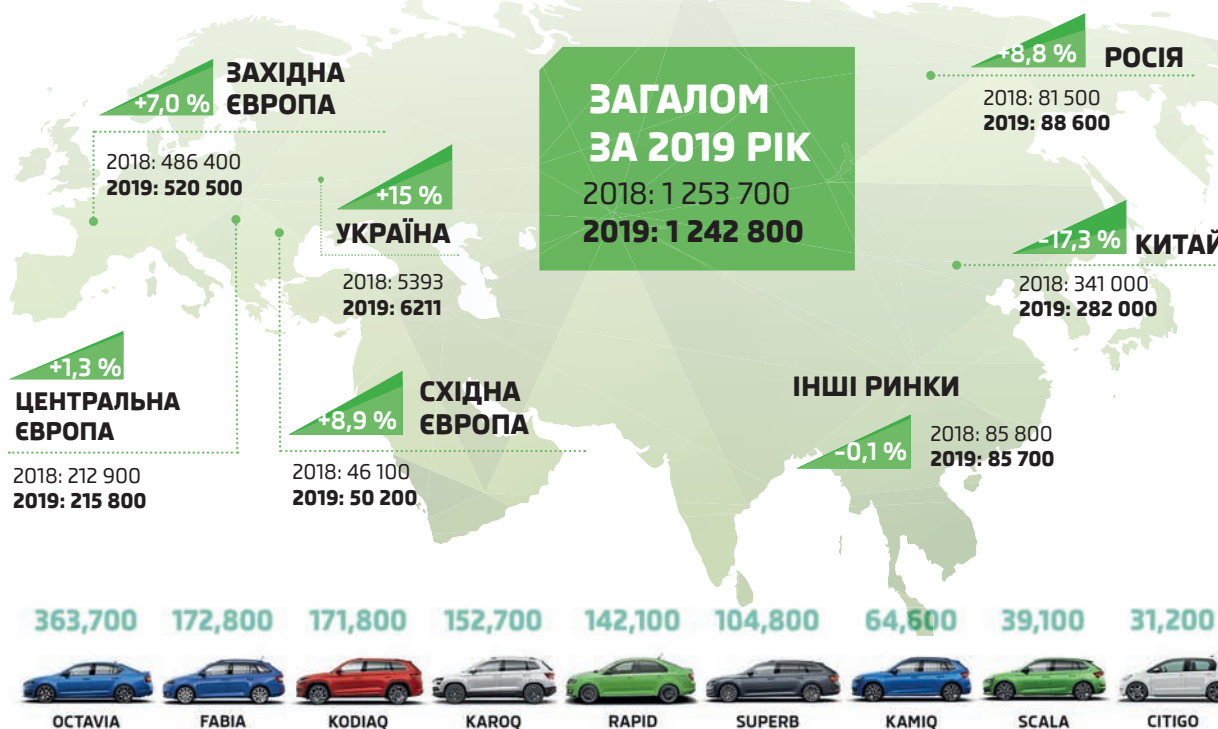 ЗАХІДНА
ЄВРОПА
+7,0 %
2018: 486 400
2019: 520 500
+15 %
УКРАЇНА
2018: 5393
2019: 6211
ЗАГАЛОМ
ЗА 2019 РІК
2018: 1 253 700
2019: 1 242 800
+8,8 %
РОСІЯ
2018: 81 500
2019: 88 600
-17,3 %
КИТАЙ
2018: 341 000
2019: 282 000
+1,3 %
ЦЕНТРАЛЬНА
ЄВРОПА
2018: 212 900
2019: 215 800
+8,9 %
СХІДНА
ЄВРОПА
2018: 46 100
2019: 50 200
ІНШІ РИНКИ
-0,1 %
2018: 85 800
2019: 85 700
363,700 172,800 171,800 152,700 142,100 104,800 64,600 39,100 31,200
OCTAVIA FABIA KODIAQ KAROQ RAPID SUPERB KAMIQ SCALA CITIGO